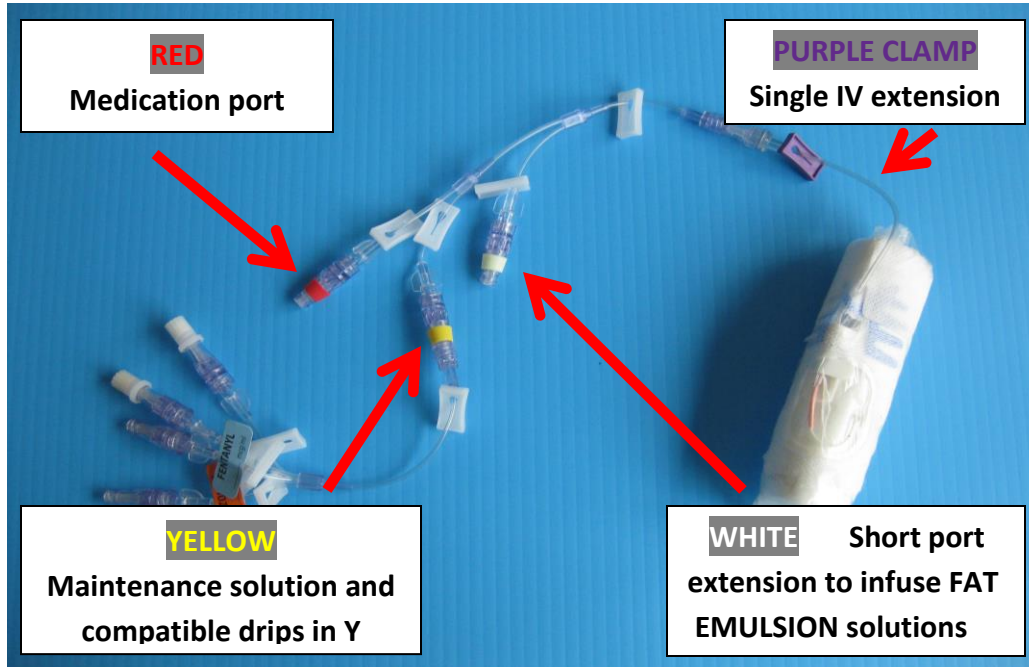 RED
Medication port
PURPLE CLAMP
Single IV extension
FENTANYL
YELLOW
Maintenance solution and
compatible drips in Y
WHITE Short port
extension to infuse FAT
EMULSION solutions